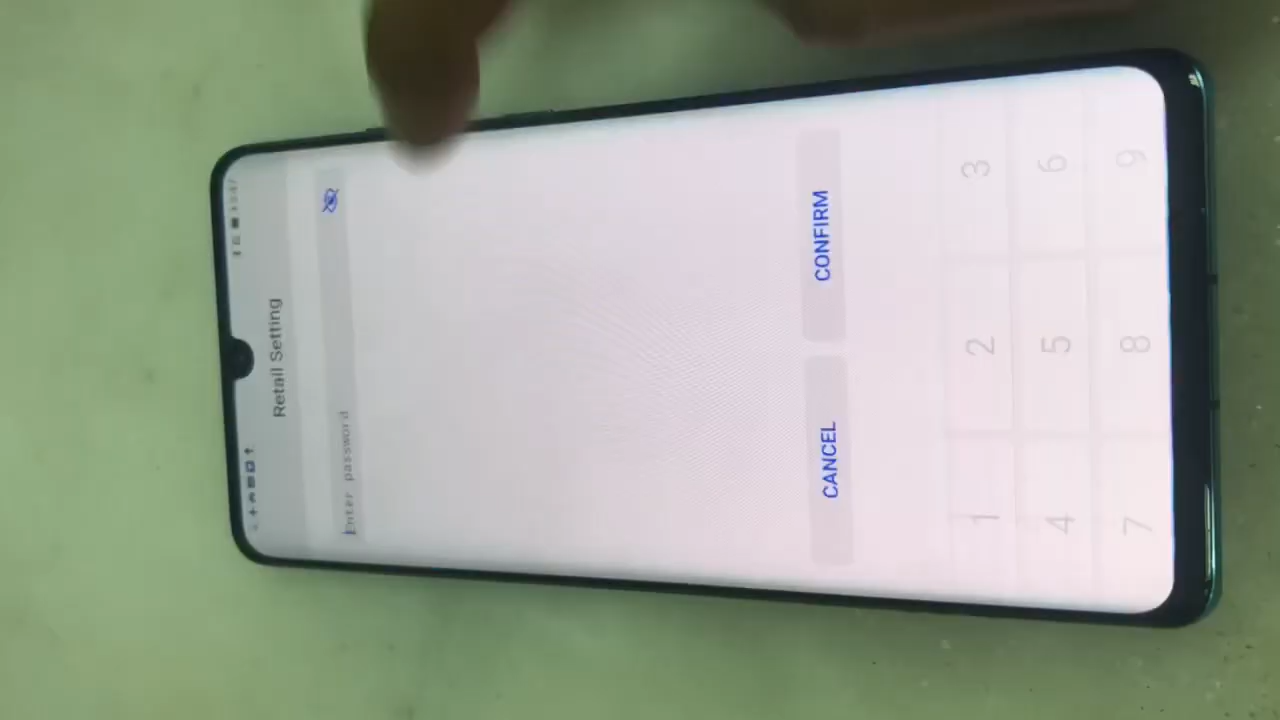 Retail Setting
Enter password
CANCEL CONFIRM
1 2 3
4 5 6
7 8 9